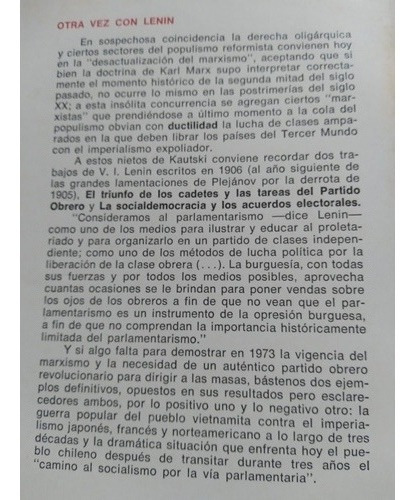 OTRA VEZ CON LENIN
En sospechosa coincidencia la derecha oligárquica
y ciertos sectores del populismo reformista convienen hoy
en la "desactualización del marxismo", aceptando que si
bien la doctrina de Karl Marx supo interpretar correcta-
mente el momento histórico de la segunda mitad del siglo
pasado, no ocurre lo mismo en las postrimerías del siglo
XX; a esta insólita concurrencia se agregan ciertos "mar-
xistas" que prendiéndose a último momento a la cola del
populismo obvian con ductilidad la lucha de clases ampa-
rados en la que deben librar los países del Tercer Mundo
con el imperialismo expoliador.
A estos nietos de Kautski conviene recordar dos tra-
bajos de V. I. Lenin escritos en 1906 (al año siguiente de
las grandes lamentaciones de Plejánov por la derrota de
1905), El triunfo de los cadetes y las tareas del Partido
Obrero y La socialdemocracia y los acuerdos electorales.
"Consideramos al parlamentarismo —dice Lenin—
como uno de los medios para ilustrar y educar al proleta-
riado y para organizarlo en un partido de clases indepen-
diente; como uno de los métodos de lucha política por la
liberación de la clase obrera (...). La burguesía, con todas
sus fuerzas y por todos los medios posibles, aprovecha
cuantas ocasiones se le brindan para poner vendas sobre
los ojos de los obreros a fin de que no vean que el par-
lamentarismo es un instrumento de la opresión burguesa,
a fin de que no comprendan la importancia históricamente
limitada del parlamentarismo."
Y si algo falta para demostrar en 1973 la vigencia del
marxismo y la necesidad de un auténtico partido obrero
revolucionario para dirigir a las masas, bástenos dos ejem-
plos definitivos, opuestos en sus resultados pero esclare-
cedores ambos, por lo positivo uno y lo negativo otro: la
guerra popular del pueblo vietnamita contra el imperia-
lismo japonés, francés y norteamericano a lo largo de tres
décadas y la dramática situación que enfrenta hoy el pue-
blo chileno después de transitar durante tres años el
"camino al socialismo por la vía parlamentaria".